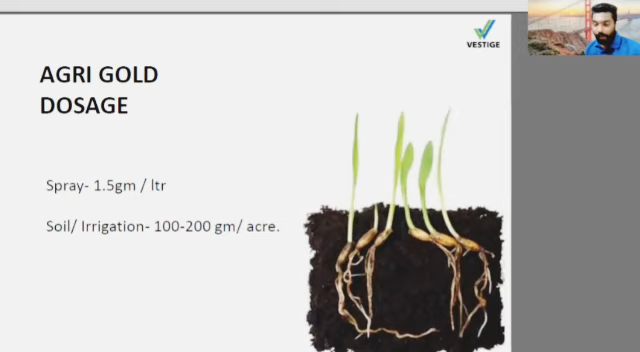 VESTIGE
AGRI GOLD
DOSAGE
Spray- 1.5gm / ltr
Soil/ Irrigation- 100-200 gm/ acre.